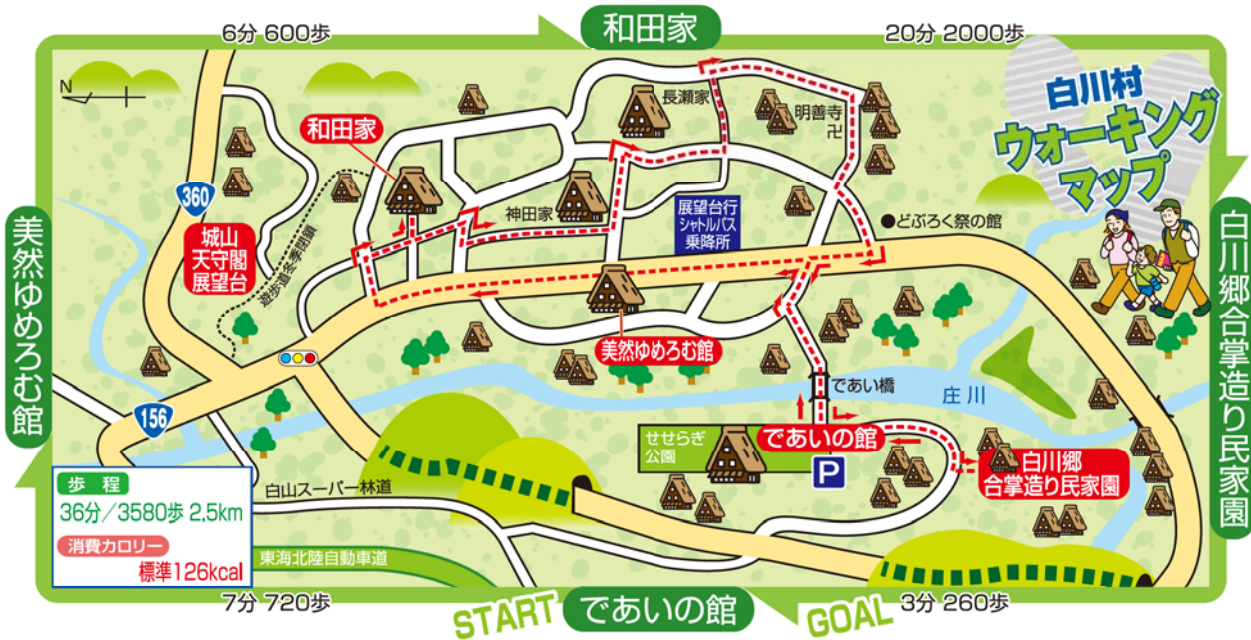 6分 600歩
和田家
20分 2000歩
白川村
ウォーキング
マップ
N
長瀬家
明善寺
卍
和田家
360
神田家
展望台行
シャトルバス
乗降所
●どぶろく祭の館
城山
天守閣
展望台
遊歩道冬季閉鎖
美然ゆめろむ館
白川郷合掌造り民家園
美然ゆめろむ館
156
であい橋
庄川
せせらぎ
公園
であいの館
P
白川郷
合掌造り民家園
歩程
36分/3580歩 2.5km
消費カロリー
標準126kcal
白山スーパー林道
東海北陸自動車道
7分 720歩
START
であいの館
GOAL
3分 260歩